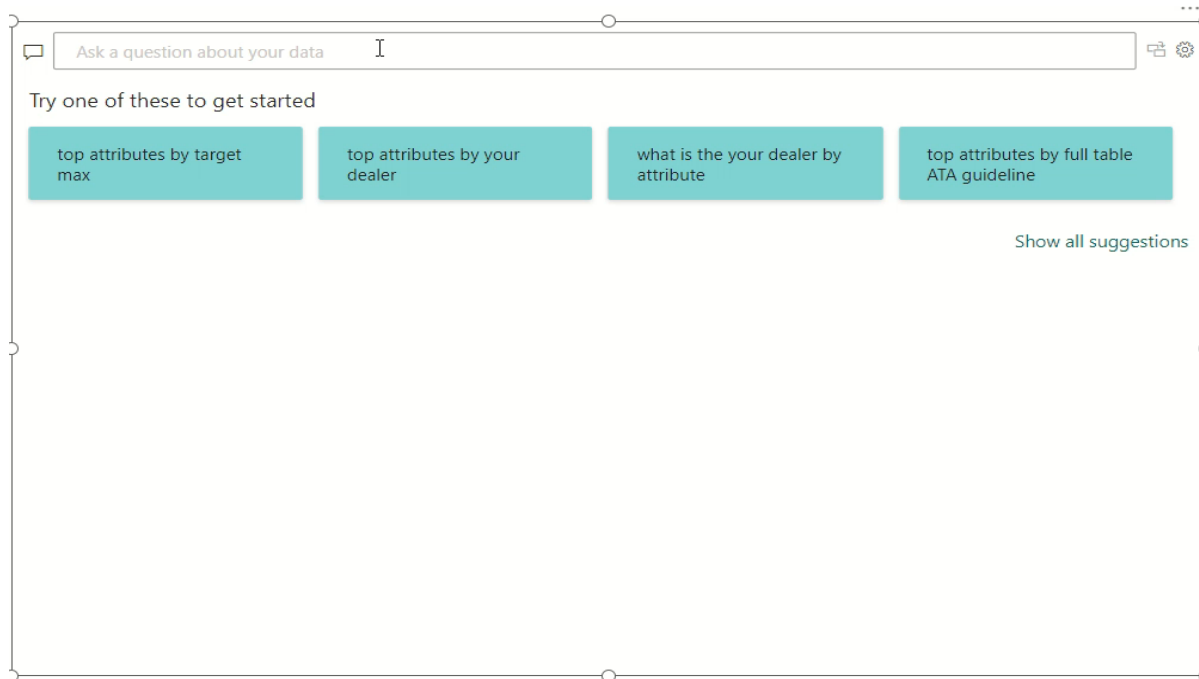 Ask a question about your data
Try one of these to get started
top attributes by target
max
top attributes by your
dealer
what is the your dealer by
attribute
top attributes by full table
ATA guideline
Show all suggestions